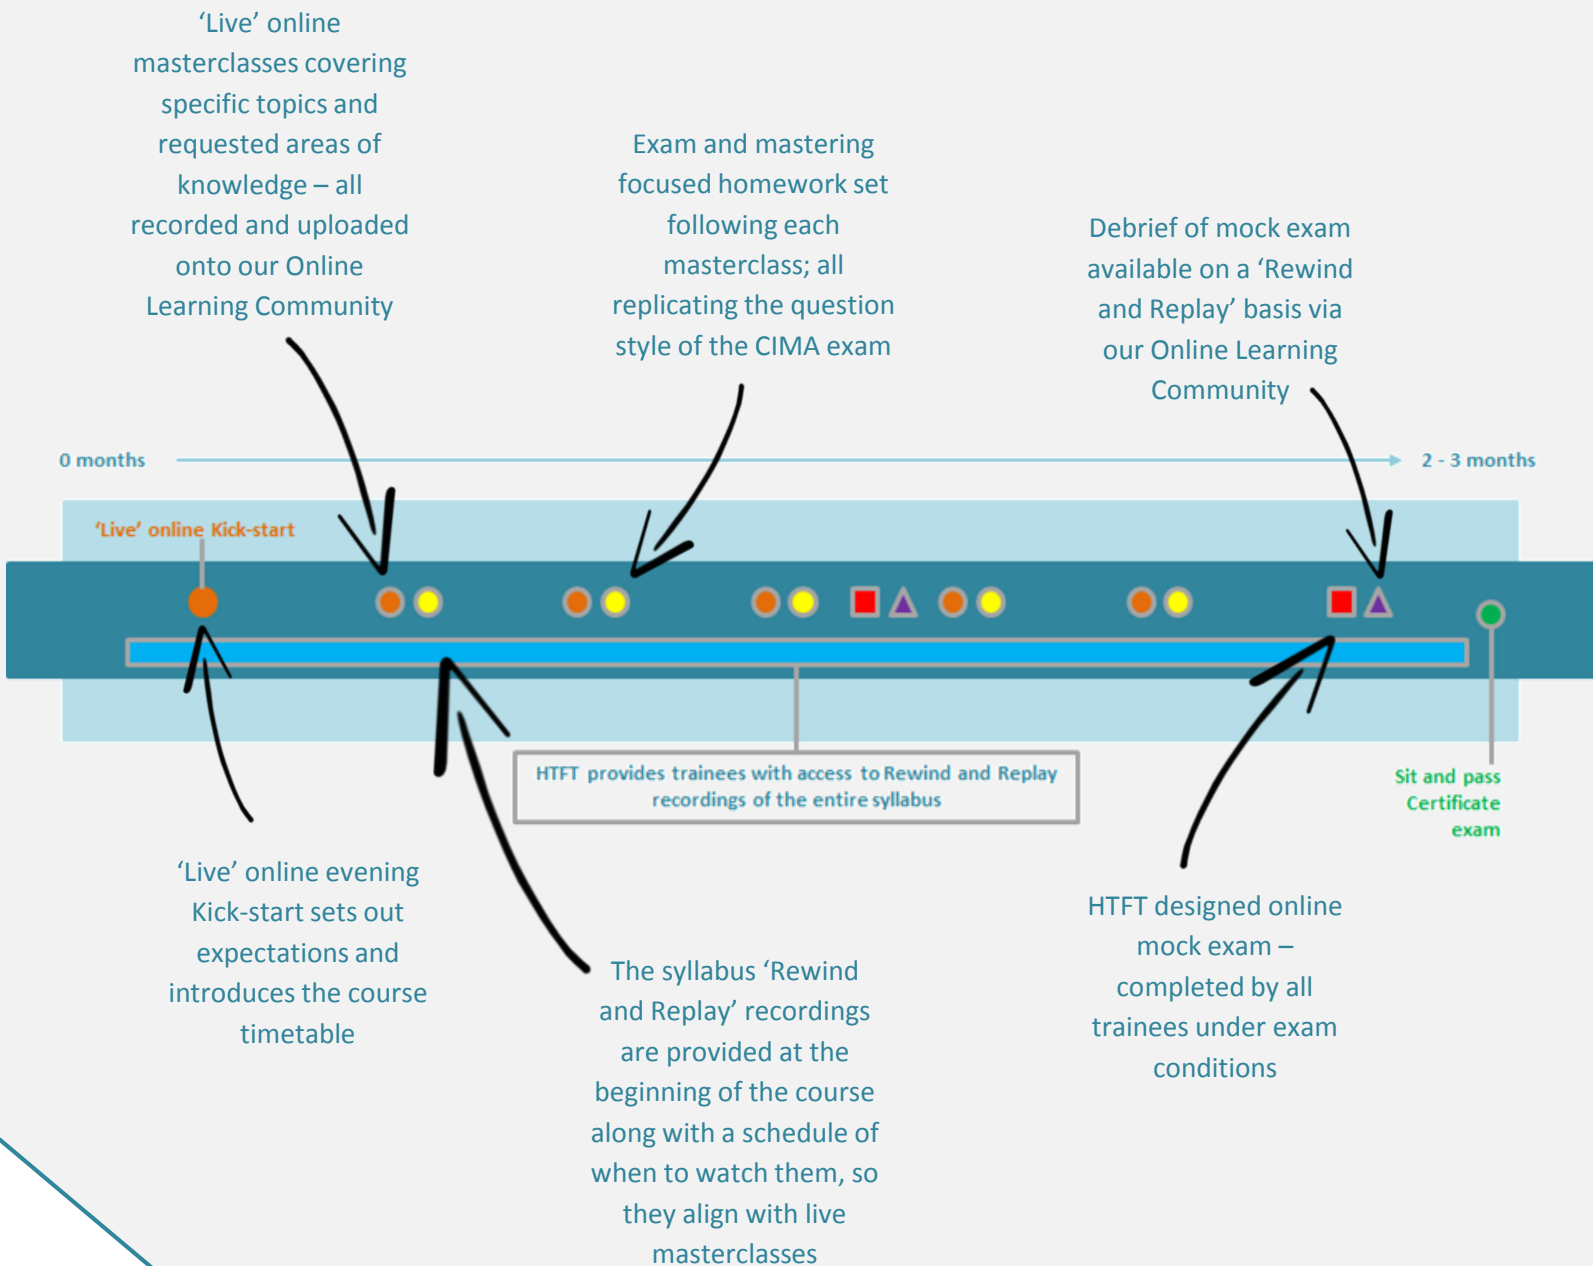 ‘Live’ online
masterclasses covering
specific topics and
requested areas of
knowledge – all
recorded and uploaded
onto our Online
Learning Community
Exam and mastering
focused homework set
following each
masterclass; all
replicating the question
style of the CIMA exam
Debrief of mock exam
available on a ‘Rewind
and Replay’ basis via
our Online Learning
Community
0 months
2 - 3 months
‘Live’ online Kick-start
HTFT provides trainees with access to Rewind and Replay
recordings of the entire syllabus
Sit and pass
Certificate
exam
‘Live’ online evening
Kick-start sets out
expectations and
introduces the course
timetable
The syllabus ‘Rewind
and Replay’ recordings
are provided at the
beginning of the course
along with a schedule of
when to watch them, so
they align with live
masterclasses
HTFT designed online
mock exam –
completed by all
trainees under exam
conditions